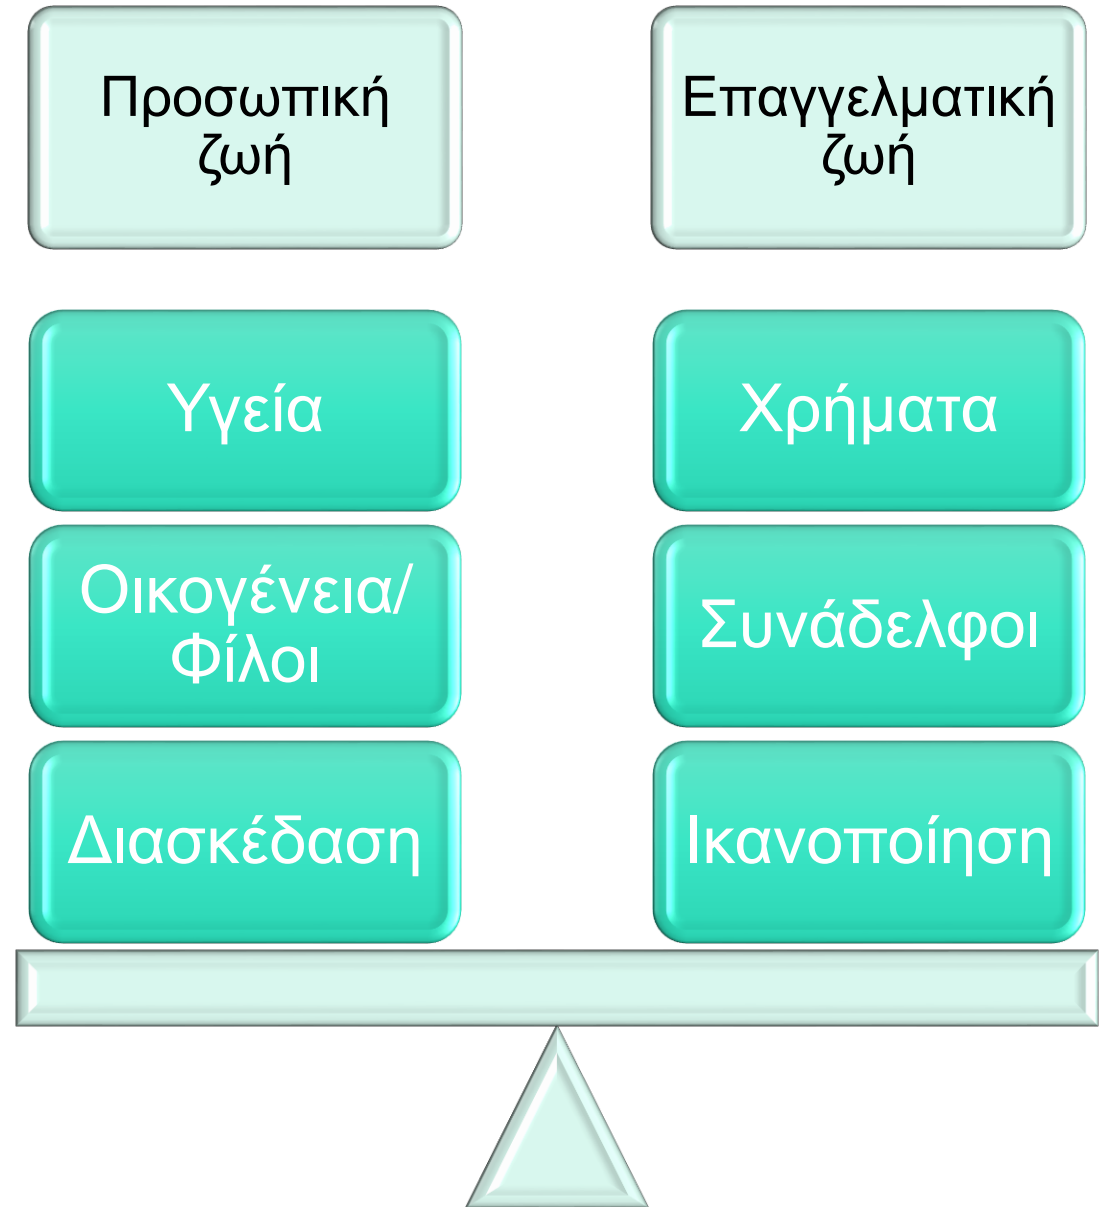 Προσωπική
ζωή
Επαγγελματική
ζωή
Υγεία
Χρήματα
Οικογένεια/
Φίλοι
Συνάδελφοι
Διασκέδαση
Ικανοποίηση